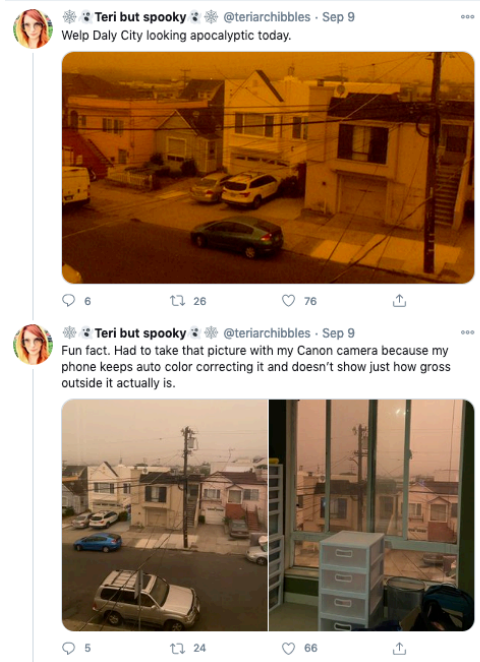 Teri but spooky @teriarchibbles · Sep 9
Welp Daly City looking apocalyptic today.
6 26 76
Teri but spooky @teriarchibbles · Sep 9
Fun fact. Had to take that picture with my Canon camera because my
phone keeps auto color correcting it and doesn't show just how gross
outside it actually is.
5 24 66